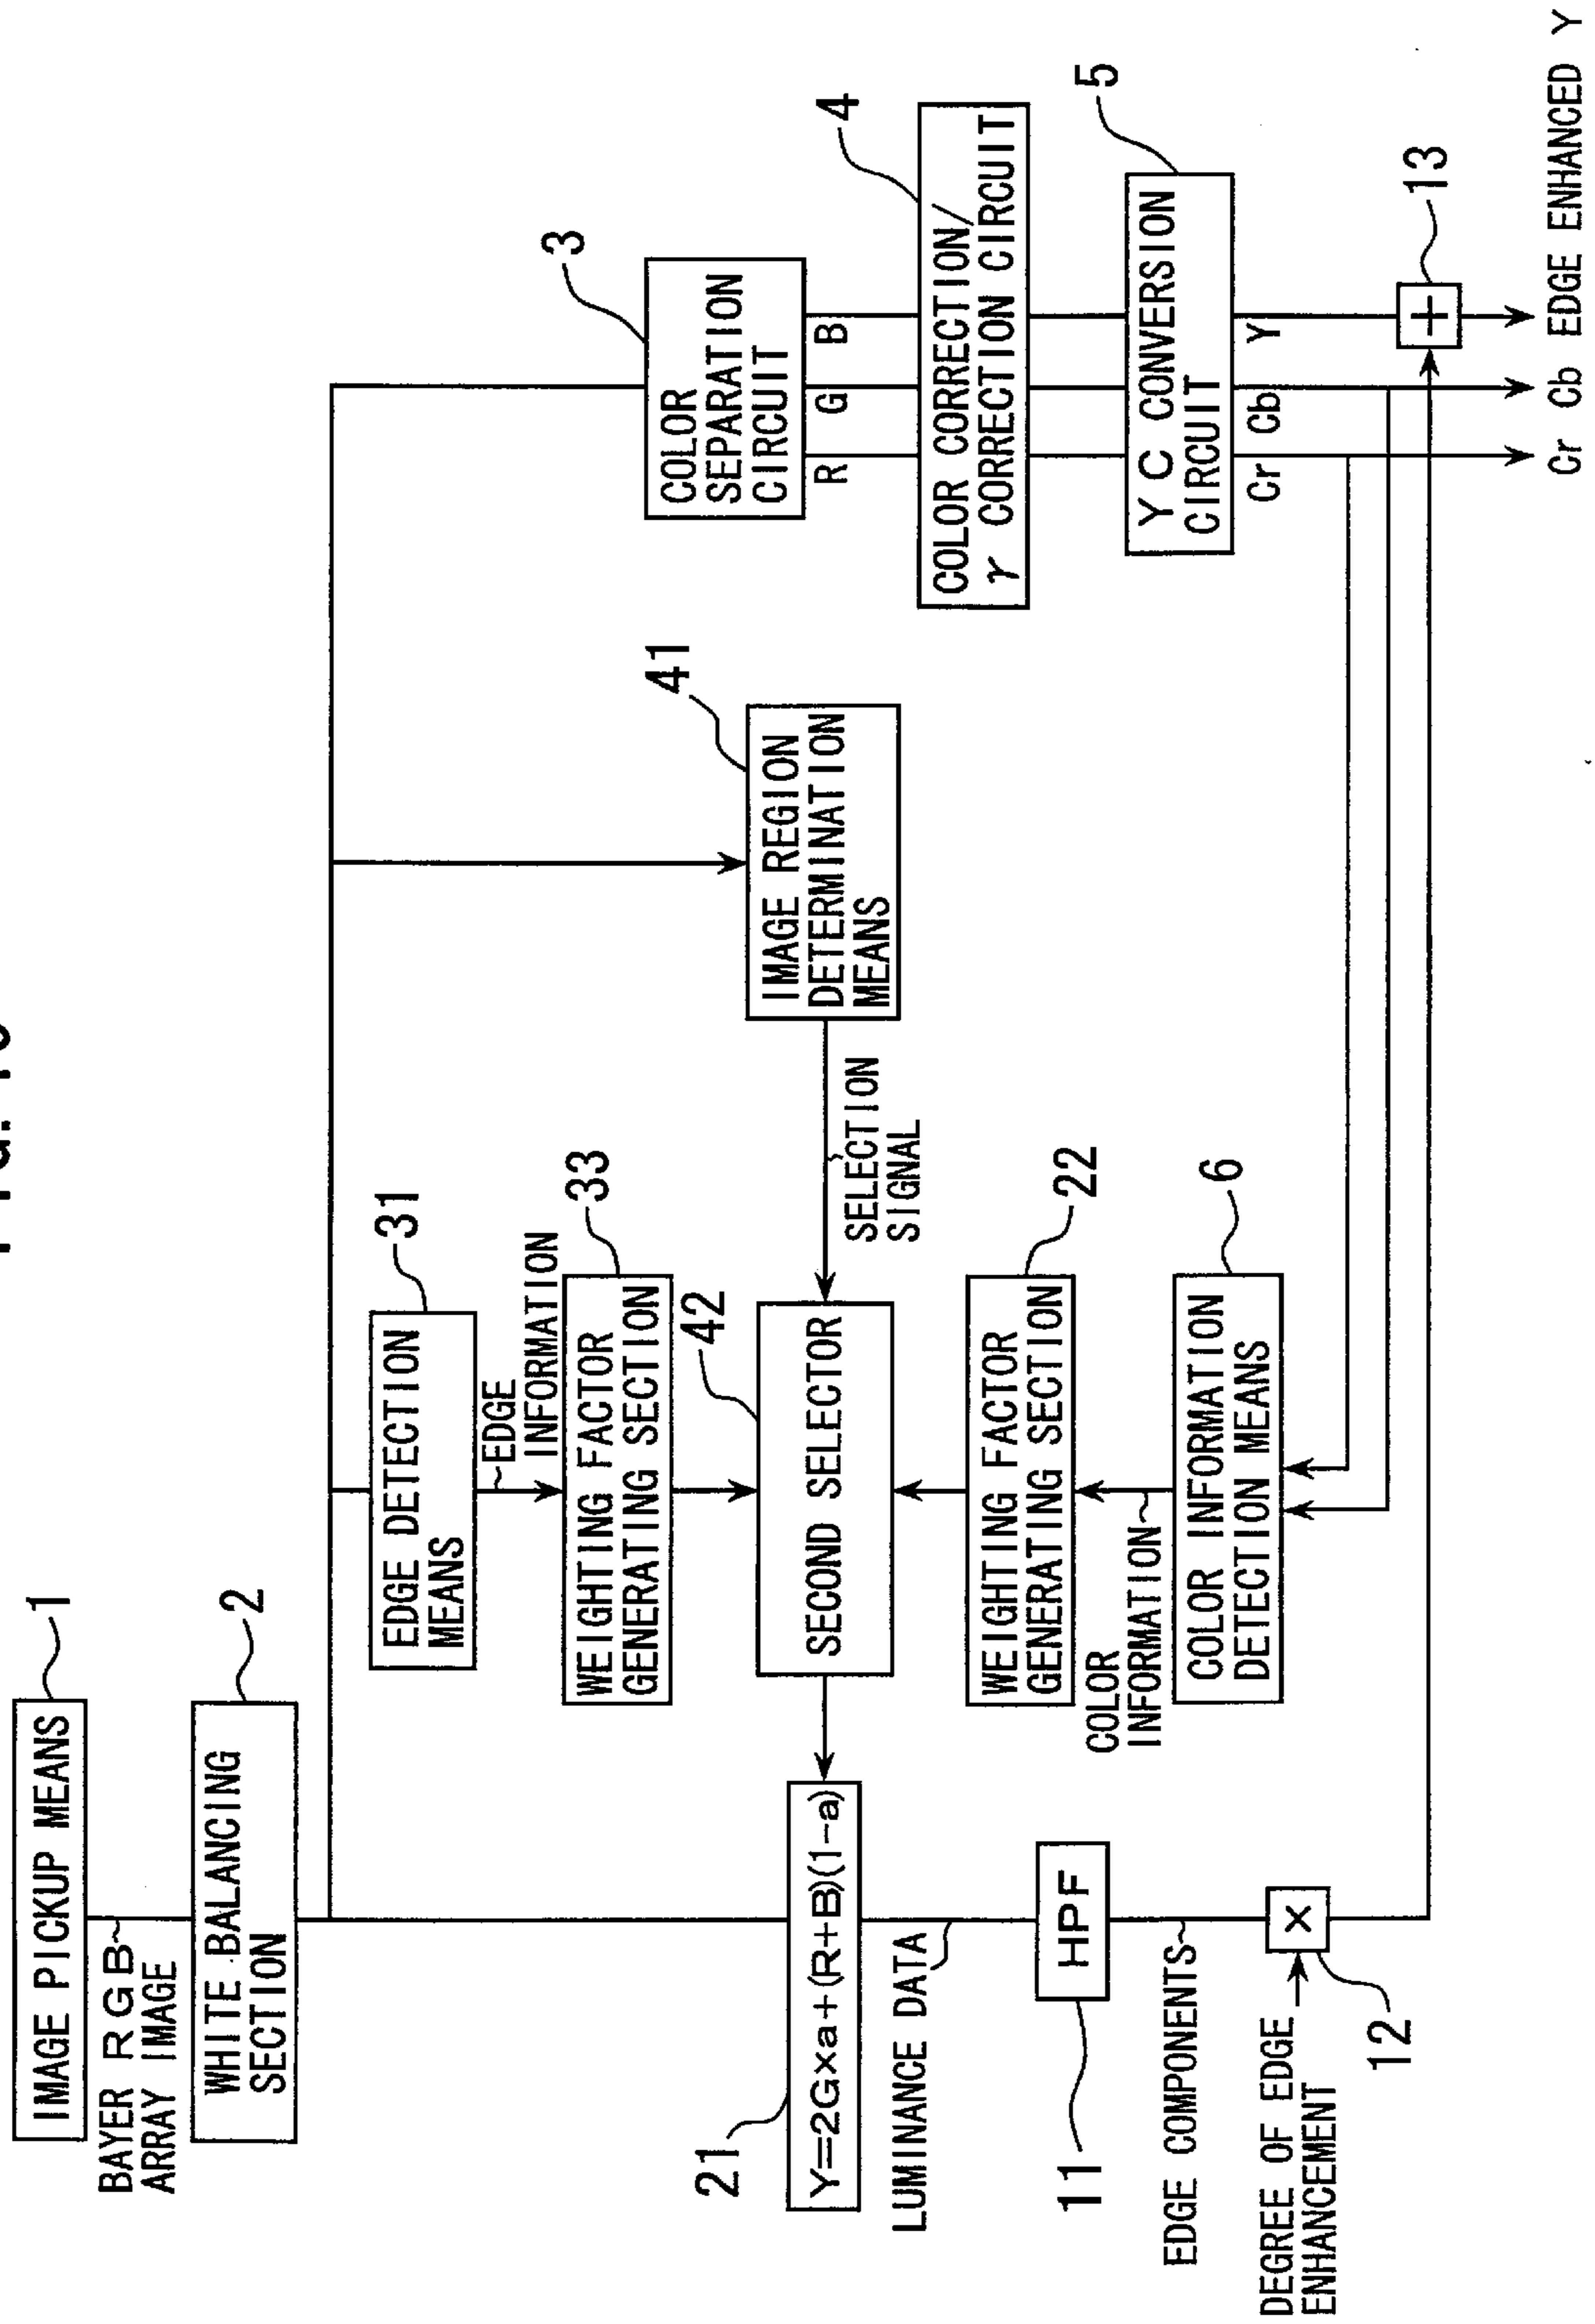 1
IMAGE PICKUP MEANS
BAYER RGB
ARRAY IMAGE
2
WHITE BALANCING
SECTION
31
EDGE DETECTION
MEANS
EDGE
INFORMATION
33
WEIGHTING FACTOR
GENERATING SECTION
42
SECOND SELECTOR
SELECTION
SIGNAL
41
IMAGE REGION
DETERMINATION
MEANS
22
WEIGHTING FACTOR
GENERATING SECTION
COLOR
INFORMATION
6
COLOR INFORMATION
DETECTION MEANS
3
COLOR
SEPARATION
CIRCUIT
R G B
4
COLOR CORRECTION/
γ CORRECTION CIRCUIT
5
Y C CONVERSION
CIRCUIT
Cr Cb Y
13
+
Cr Cb EDGE ENHANCED Y
21
Y=2G×a+(R+B)(1-a)
LUMINANCE DATA
11
HPF
EDGE COMPONENTS
×
12
DEGREE OF EDGE
ENHANCEMENT